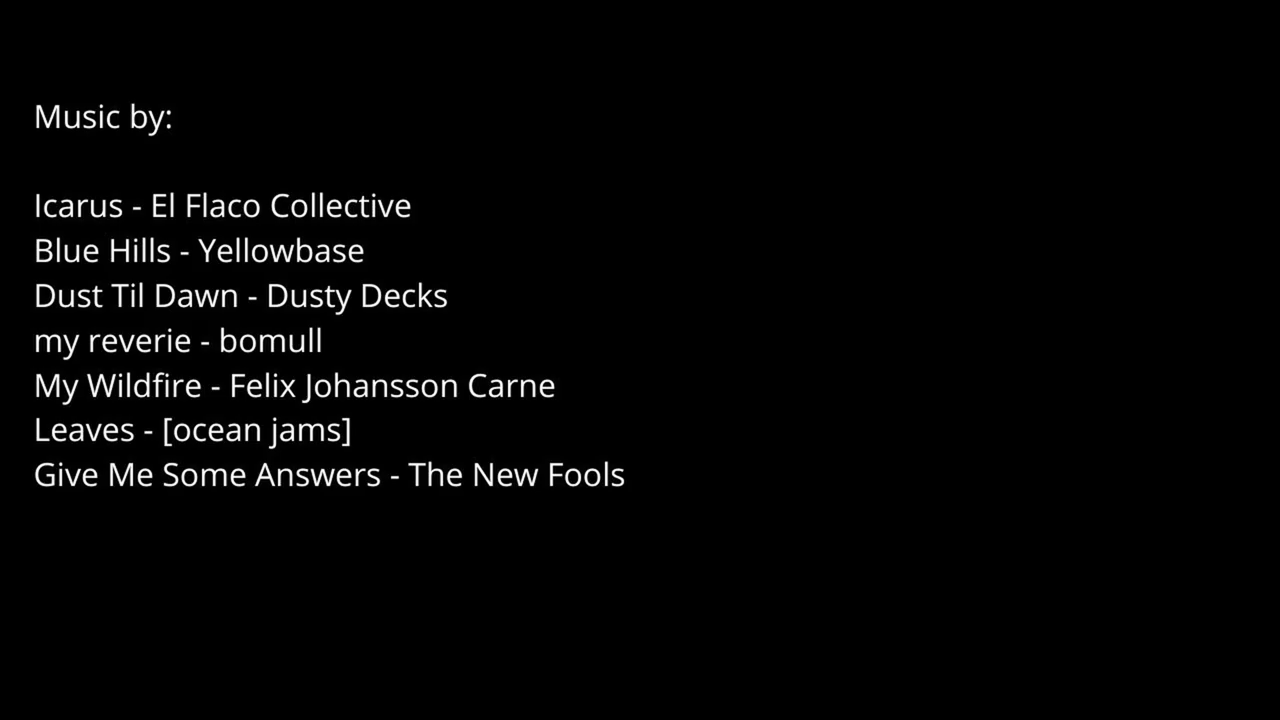 Music by:
Icarus - El Flaco Collective
Blue Hills - Yellowbase
Dust Til Dawn - Dusty Decks
my reverie - bomull
My Wildfire - Felix Johansson Carne
Leaves - [ocean jams]
Give Me Some Answers - The New Fools